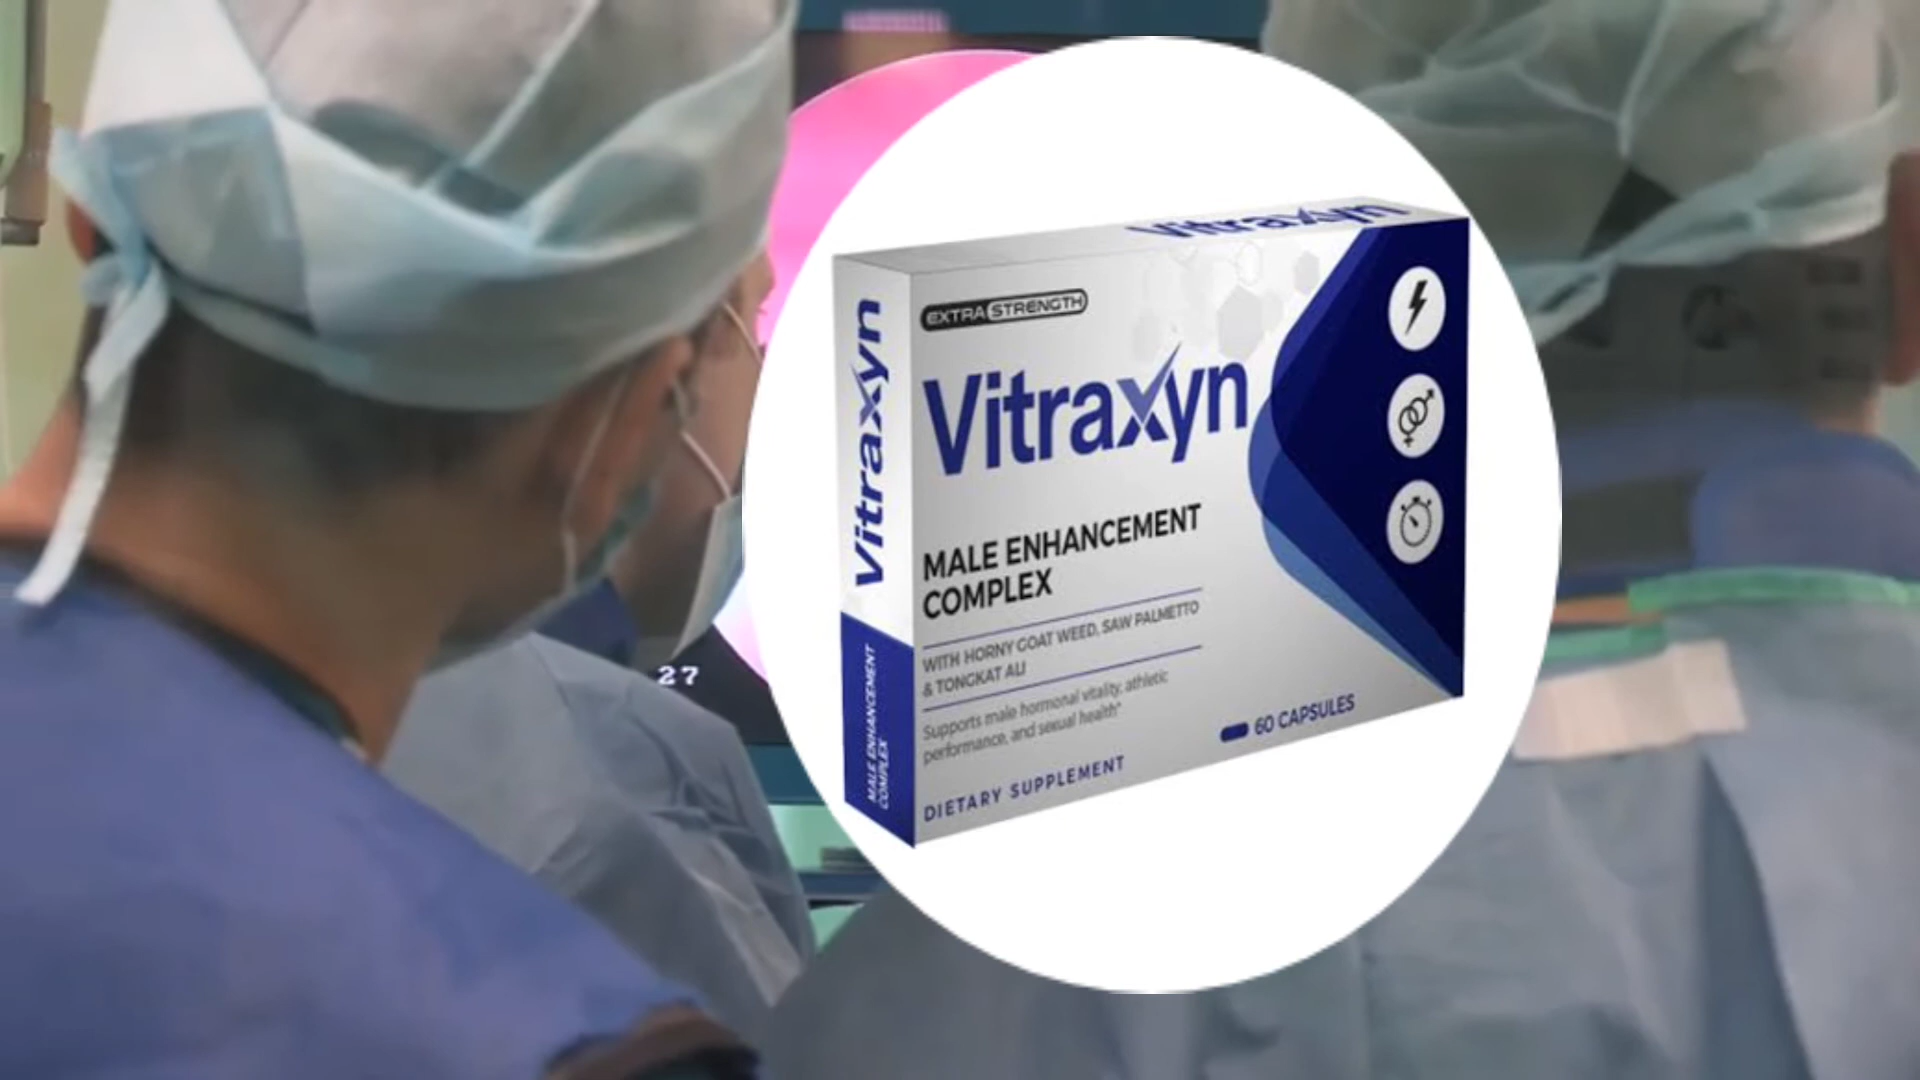 Vitraxyn
EXTRA STRENGTH
Vitraxyn
Vitraxyn
MALE ENHANCEMENT
COMPLEX
WITH HORNY GOAT WEED, SAW PALMETTO
& TONGKAT ALI
Supports male hormonal vitality, athletic
performance, and sexual health*
60 CAPSULES
DIETARY SUPPLEMENT
MALE ENHANCEMENT
COMPLEX
27